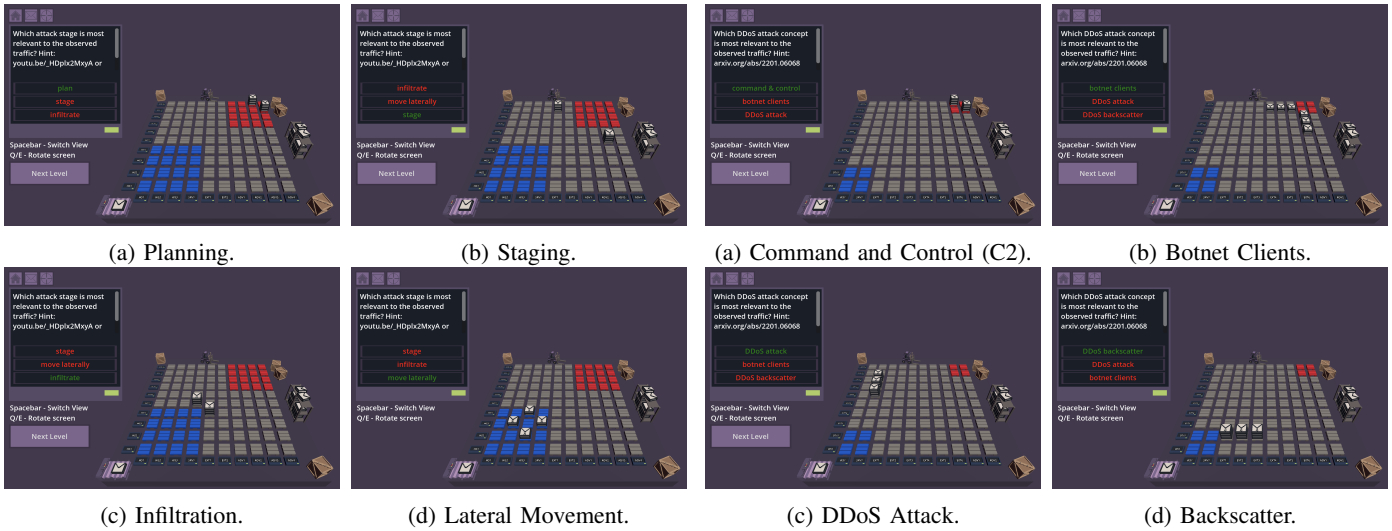 Which attack stage is most
relevant to the observed
traffic? Hint:
youtu.be/_HDplx2MxyA or
plan
stage
infiltrate
Spacebar - Switch View
Q/E - Rotate screen
Next Level
Which attack stage is most
relevant to the observed
traffic? Hint:
youtu.be/_HDplx2MxyA or
infiltrate
move laterally
stage
Spacebar - Switch View
Q/E - Rotate screen
Next Level
Which DDoS attack concept
is most relevant to the
observed traffic? Hint:
arxiv.org/abs/2201.06068
command & control
botnet clients
DDoS attack
Spacebar - Switch View
Q/E - Rotate screen
Next Level
Which DDoS attack concept
is most relevant to the
observed traffic? Hint:
arxiv.org/abs/2201.06068
botnet clients
DDoS attack
DDoS backscatter
Spacebar - Switch View
Q/E - Rotate screen
Next Level
(a) Planning.
(b) Staging.
(a) Command and Control (C2).
(b) Botnet Clients.
Which attack stage is most
relevant to the observed
traffic? Hint:
youtu.be/_HDplx2MxyA or
stage
move laterally
infiltrate
Spacebar - Switch View
Q/E - Rotate screen
Next Level
Which attack stage is most
relevant to the observed
traffic? Hint:
youtu.be/_HDplx2MxyA or
stage
infiltrate
move laterally
Spacebar - Switch View
Q/E - Rotate screen
Next Level
Which DDoS attack concept
is most relevant to the
observed traffic? Hint:
arxiv.org/abs/2201.06068
DDoS attack
botnet clients
DDoS backscatter
Spacebar - Switch View
Q/E - Rotate screen
Next Level
Which DDoS attack concept
is most relevant to the
observed traffic? Hint:
arxiv.org/abs/2201.06068
DDoS backscatter
DDoS attack
botnet clients
Spacebar - Switch View
Q/E - Rotate screen
Next Level
(c) Infiltration.
(d) Lateral Movement.
(c) DDoS Attack.
(d) Backscatter.